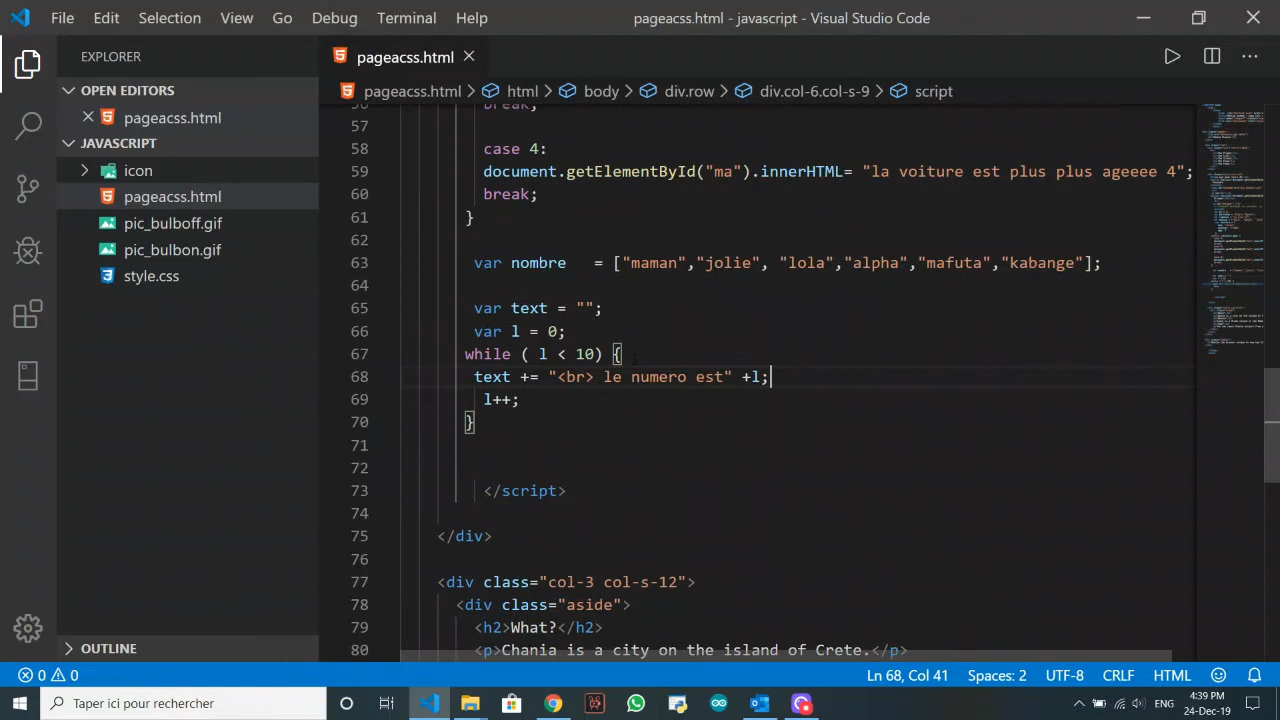 File Edit Selection View Go Debug Terminal Help pageacss.html - javascript - Visual Studio Code
EXPLORER
OPEN EDITORS
pageacss.html
JAVASCRIPT
icon
pageacss.html
pic_bulboff.gif
pic_bulbon.gif
style.css
OUTLINE
pageacss.html
pageacss.html > html > body > div.row > div.col-6.col-s-9 > script
56 break;
57
58 case 4:
59 document.getElementById("ma").innerHTML= "la voiture est plus plus ageeee 4";
60 break;
61 }
62
63 var nombre = ["maman","jolie", "lola","alpha","mafuta","kabange"];
64
65 var text = "";
66 var l = 0;
67 while ( l < 10) {
68 text += "<br> le numero est" +l;
69 l++;
70 }
71
72
73 </script>
74
75 </div>
76
77 <div class="col-3 col-s-12">
78 <div class="aside">
79 <h2>What?</h2>
80 <p>Chania is a city on the island of Crete.</p>
0 0 Ln 68, Col 41 Spaces: 2 UTF-8 CRLF HTML
Taper ici pour rechercher
ENG
4:39 PM
24-Dec-19